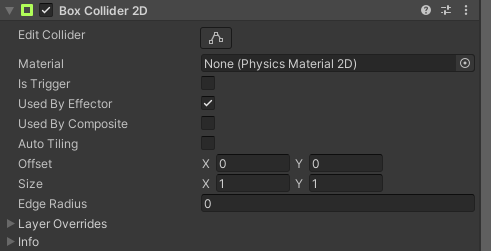 Box Collider 2D
Edit Collider
Material None (Physics Material 2D)
Is Trigger
Used By Effector
Used By Composite
Auto Tiling
Offset X 0 Y 0
Size X 1 Y 1
Edge Radius 0
Layer Overrides
Info